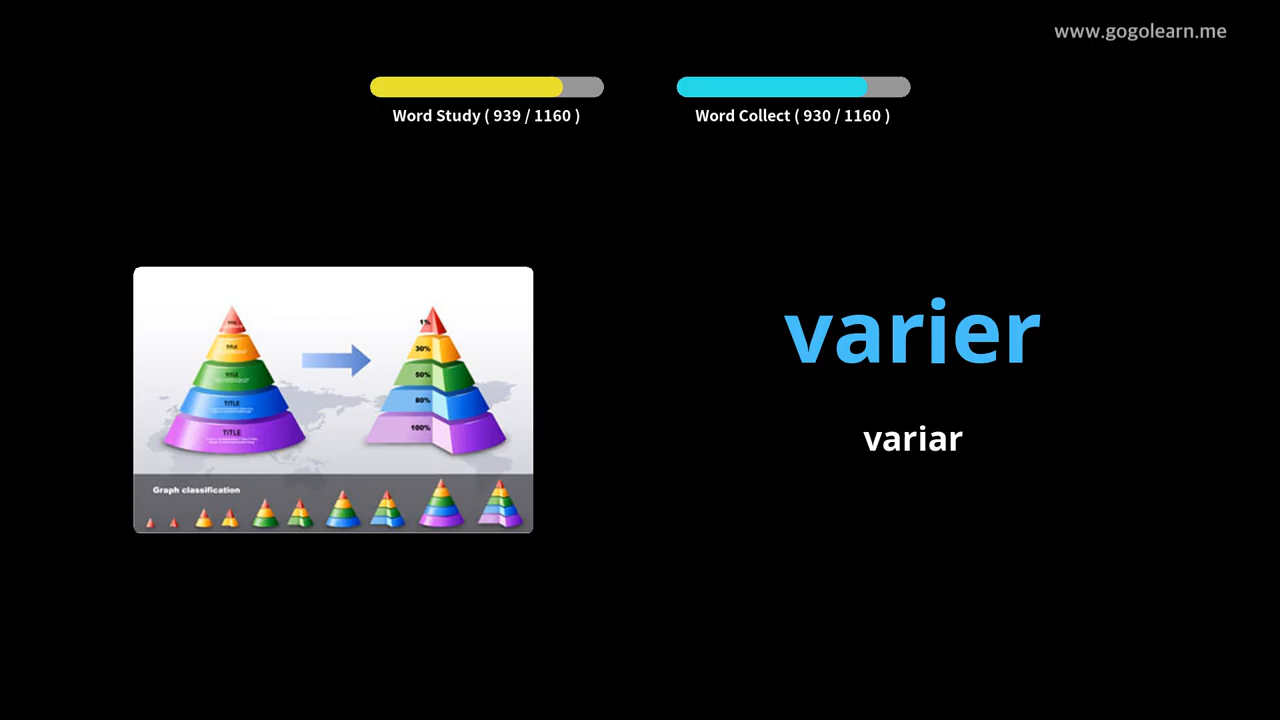 www.gogolearn.me
Word Study ( 939 / 1160 )
Word Collect ( 930 / 1160 )
varier
variar
TITLE
TITLE
TITLE
TITLE
1%
30%
50%
80%
100%
Graph classification